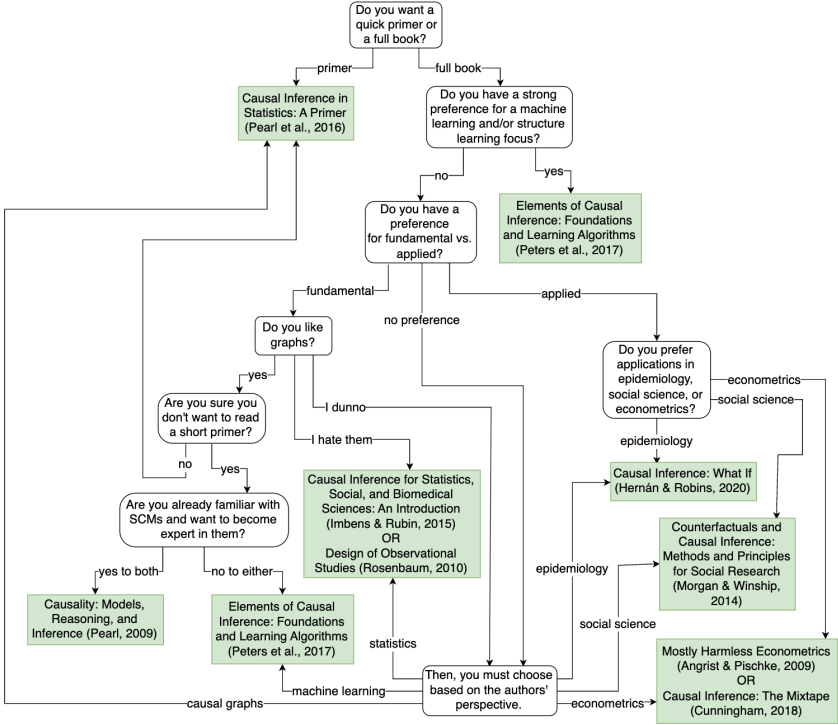 Do you want a
quick primer or
a full book?
primer
full book
Causal Inference in
Statistics: A Primer
(Pearl et al., 2016)
Do you have a strong
preference for a machine
learning and/or structure
learning focus?
no
yes
Do you have a
preference
for fundamental vs.
applied?
Elements of Causal
Inference: Foundations
and Learning Algorithms
(Peters et al., 2017)
fundamental
no preference
applied
Do you like
graphs?
Do you prefer
applications in
epidemiology,
social science, or
econometrics?
econometrics
social science
epidemiology
yes
I dunno
I hate them
Are you sure you
don't want to read
a short primer?
no
yes
Causal Inference: What If
(Hernán & Robins, 2020)
Causal Inference for Statistics,
Social, and Biomedical
Sciences: An Introduction
(Imbens & Rubin, 2015)
OR
Design of Observational
Studies (Rosenbaum, 2010)
Are you already familiar with
SCMs and want to become
expert in them?
Counterfactuals and
Causal Inference:
Methods and Principles
for Social Research
(Morgan & Winship,
2014)
yes to both
no to either
Causality: Models,
Reasoning, and
Inference (Pearl, 2009)
Elements of Causal
Inference: Foundations
and Learning Algorithms
(Peters et al., 2017)
epidemiology
social science
statistics
machine learning
causal graphs
Then, you must choose
based on the authors'
perspective.
econometrics
Mostly Harmless Econometrics
(Angrist & Pischke, 2009)
OR
Causal Inference: The Mixtape
(Cunningham, 2018)